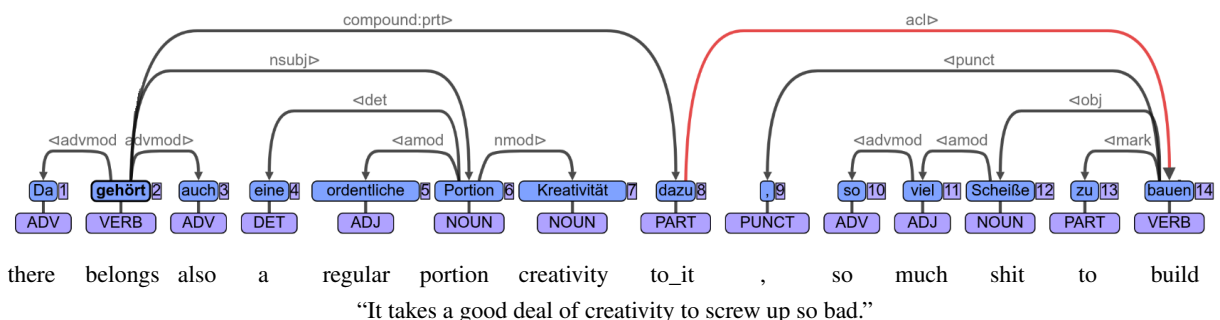 compound:prt▹ acl▹
nsubj▹ ◃punct
◃det ◃obj
◃advmod advmod▹ ◃amod nmod▹ ◃advmod ◃amod ◃mark
Da 1 gehört 2 auch 3 eine 4 ordentliche 5 Portion 6 Kreativität 7 dazu 8 , 9 so 10 viel 11 Scheiße 12 zu 13 bauen 14
ADV VERB ADV DET ADJ NOUN NOUN PART PUNCT ADV ADJ NOUN PART VERB
there belongs also a regular portion creativity to_it , so much shit to build
“It takes a good deal of creativity to screw up so bad.”